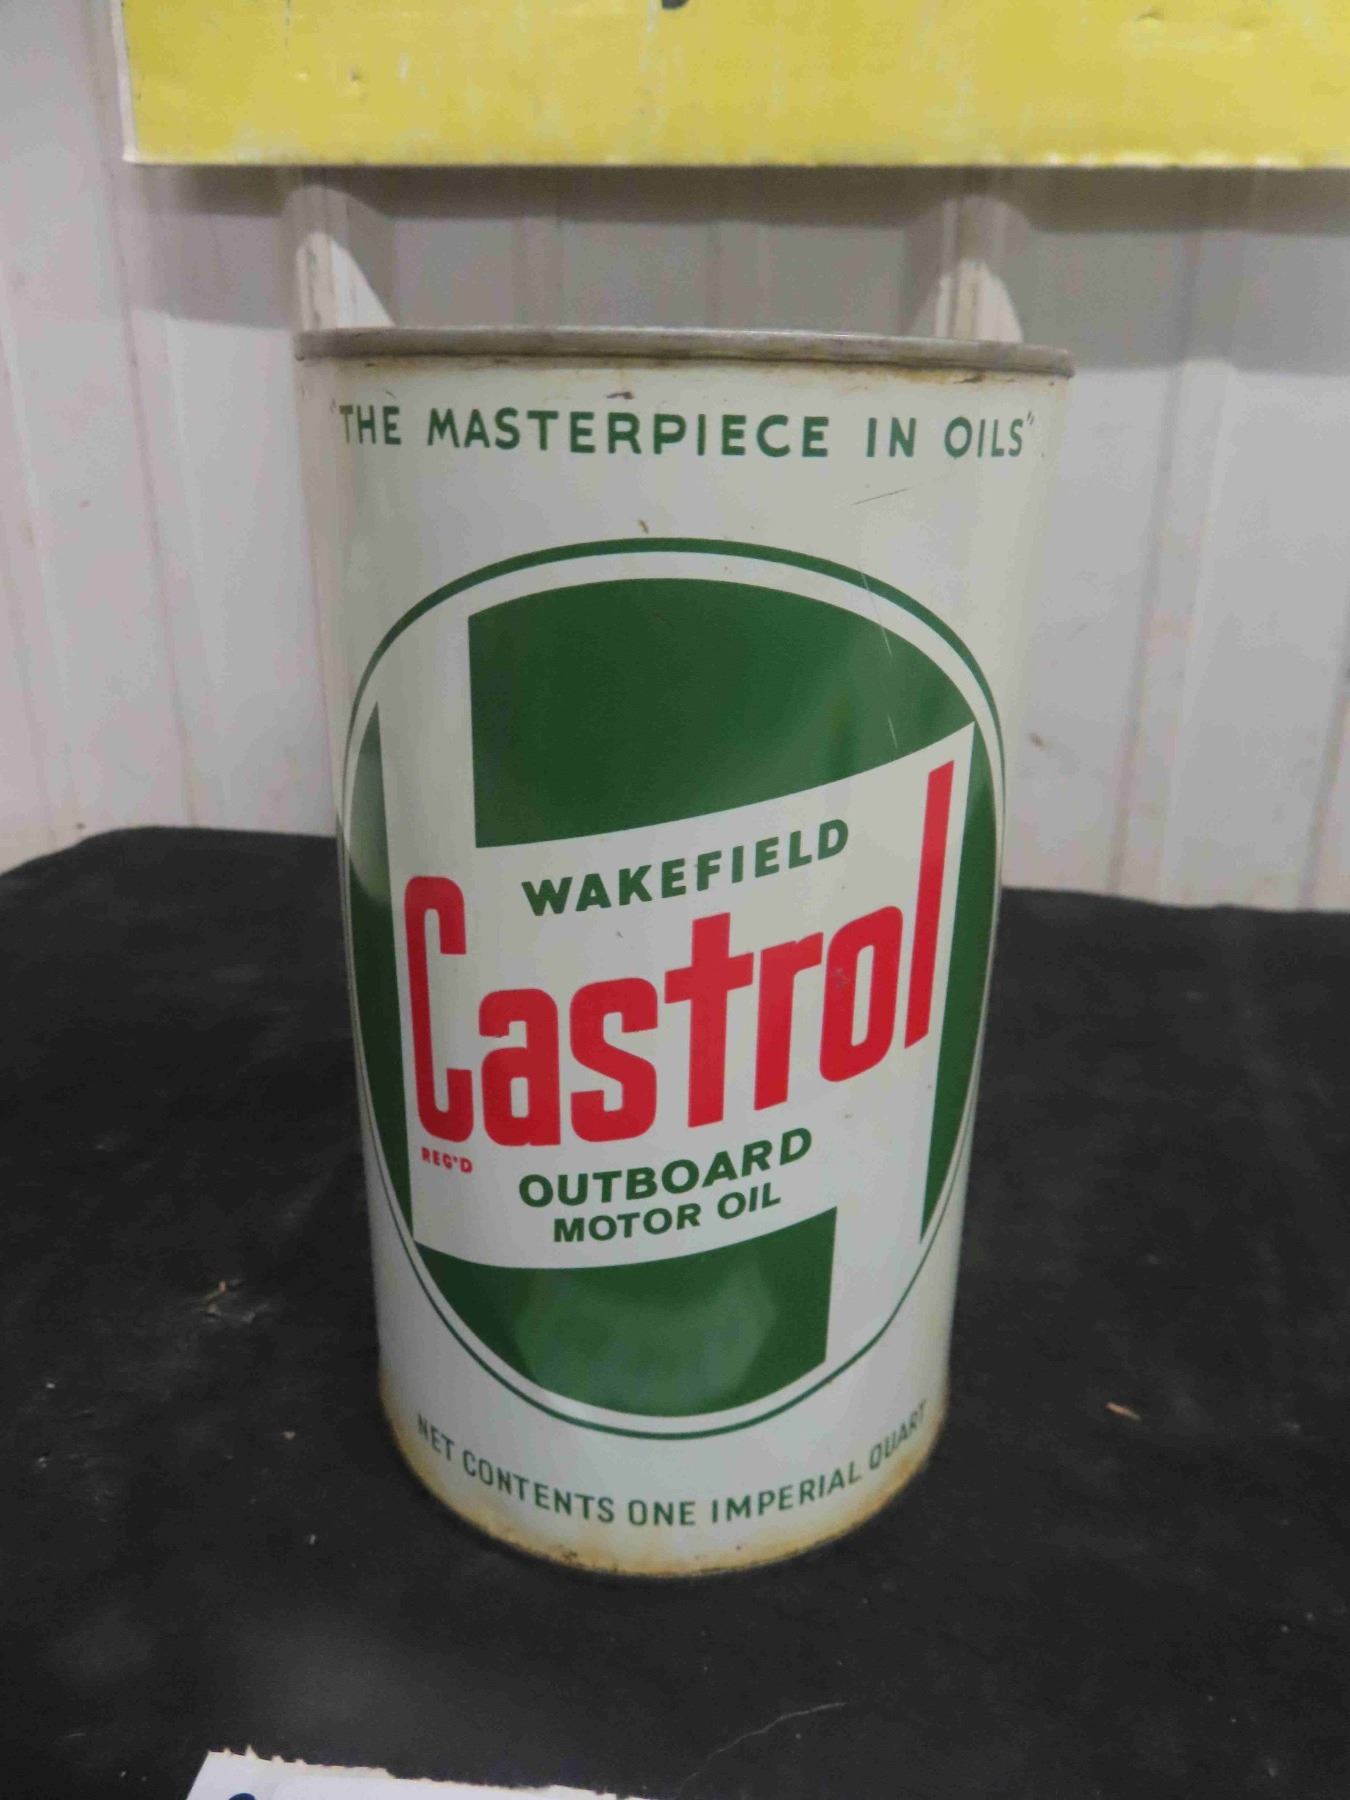 "THE MASTERPIECE IN OILS"
WAKEFIELD
Castrol
REG'D
OUTBOARD
MOTOR OIL
NET CONTENTS ONE IMPERIAL QUART